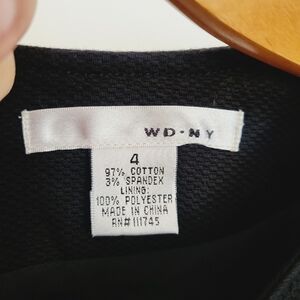 WD·NY
4
97% COTTON
3% SPANDEX
LINING:
100% POLYESTER
MADE IN CHINA
RN#111745